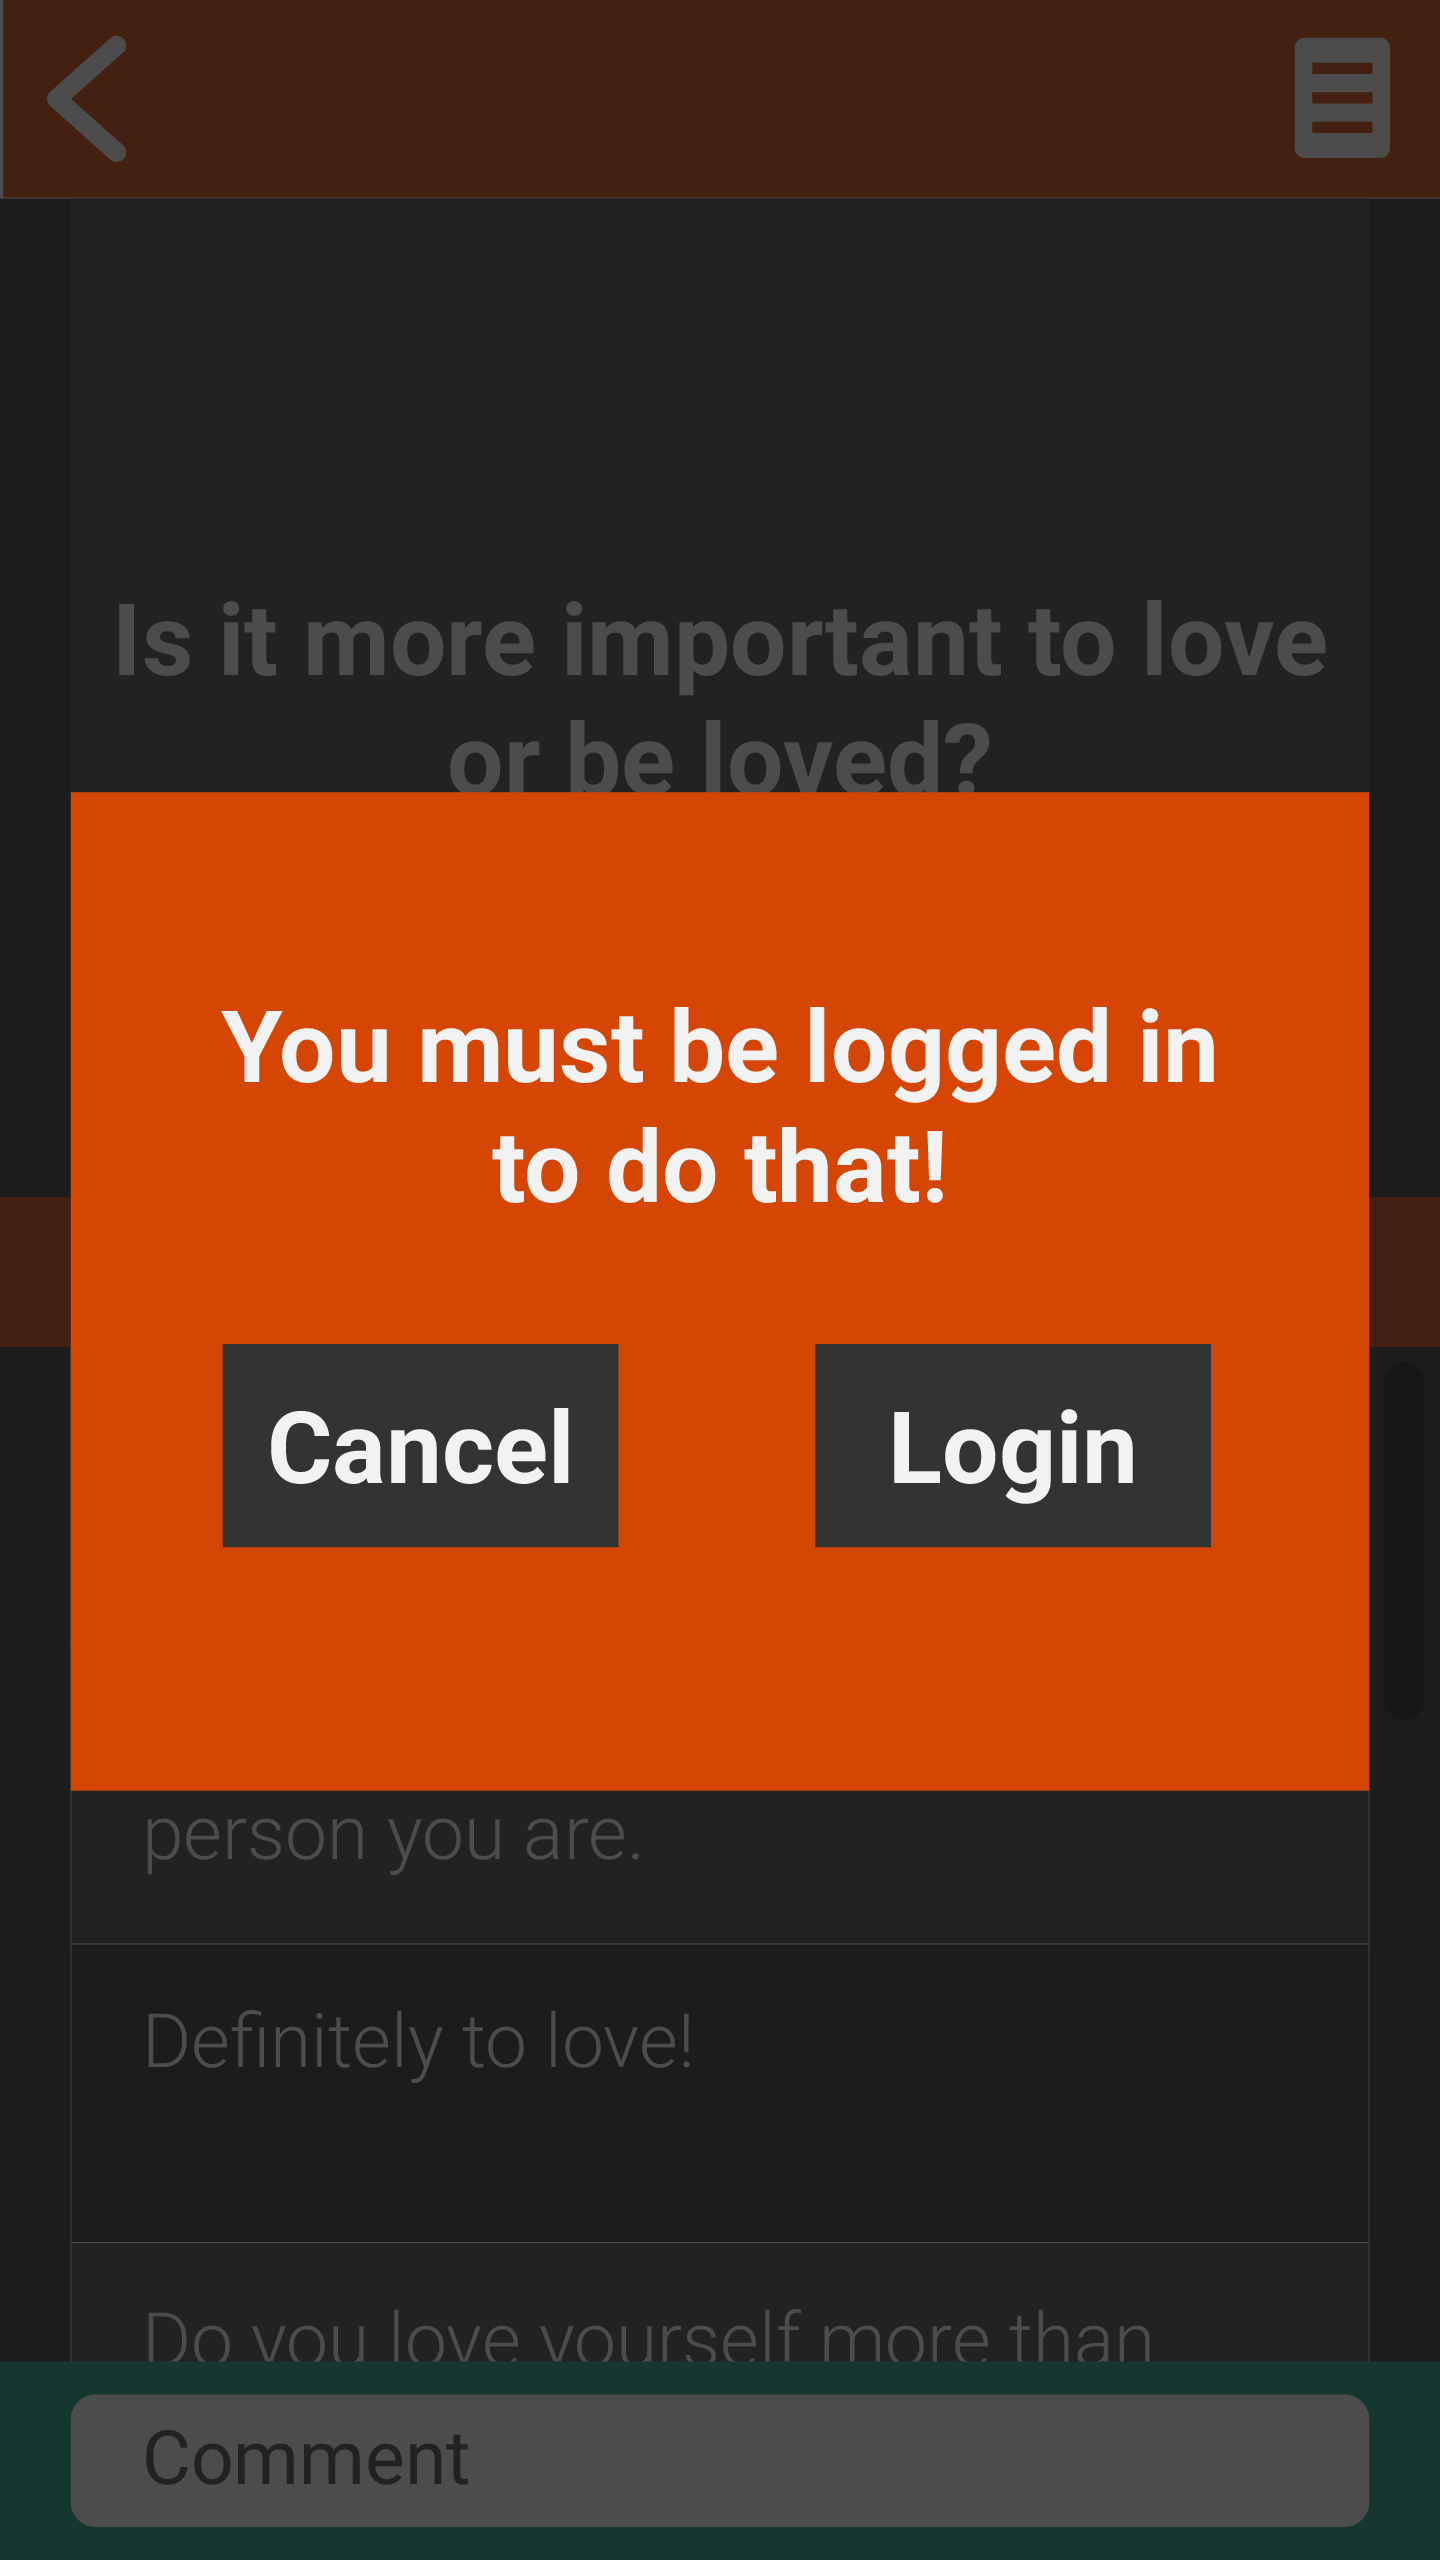 Is it more important to love
or be loved?
You must be logged in
to do that!
Cancel
Login
person you are.
Definitely to love!
Do you love yourself more than
Comment